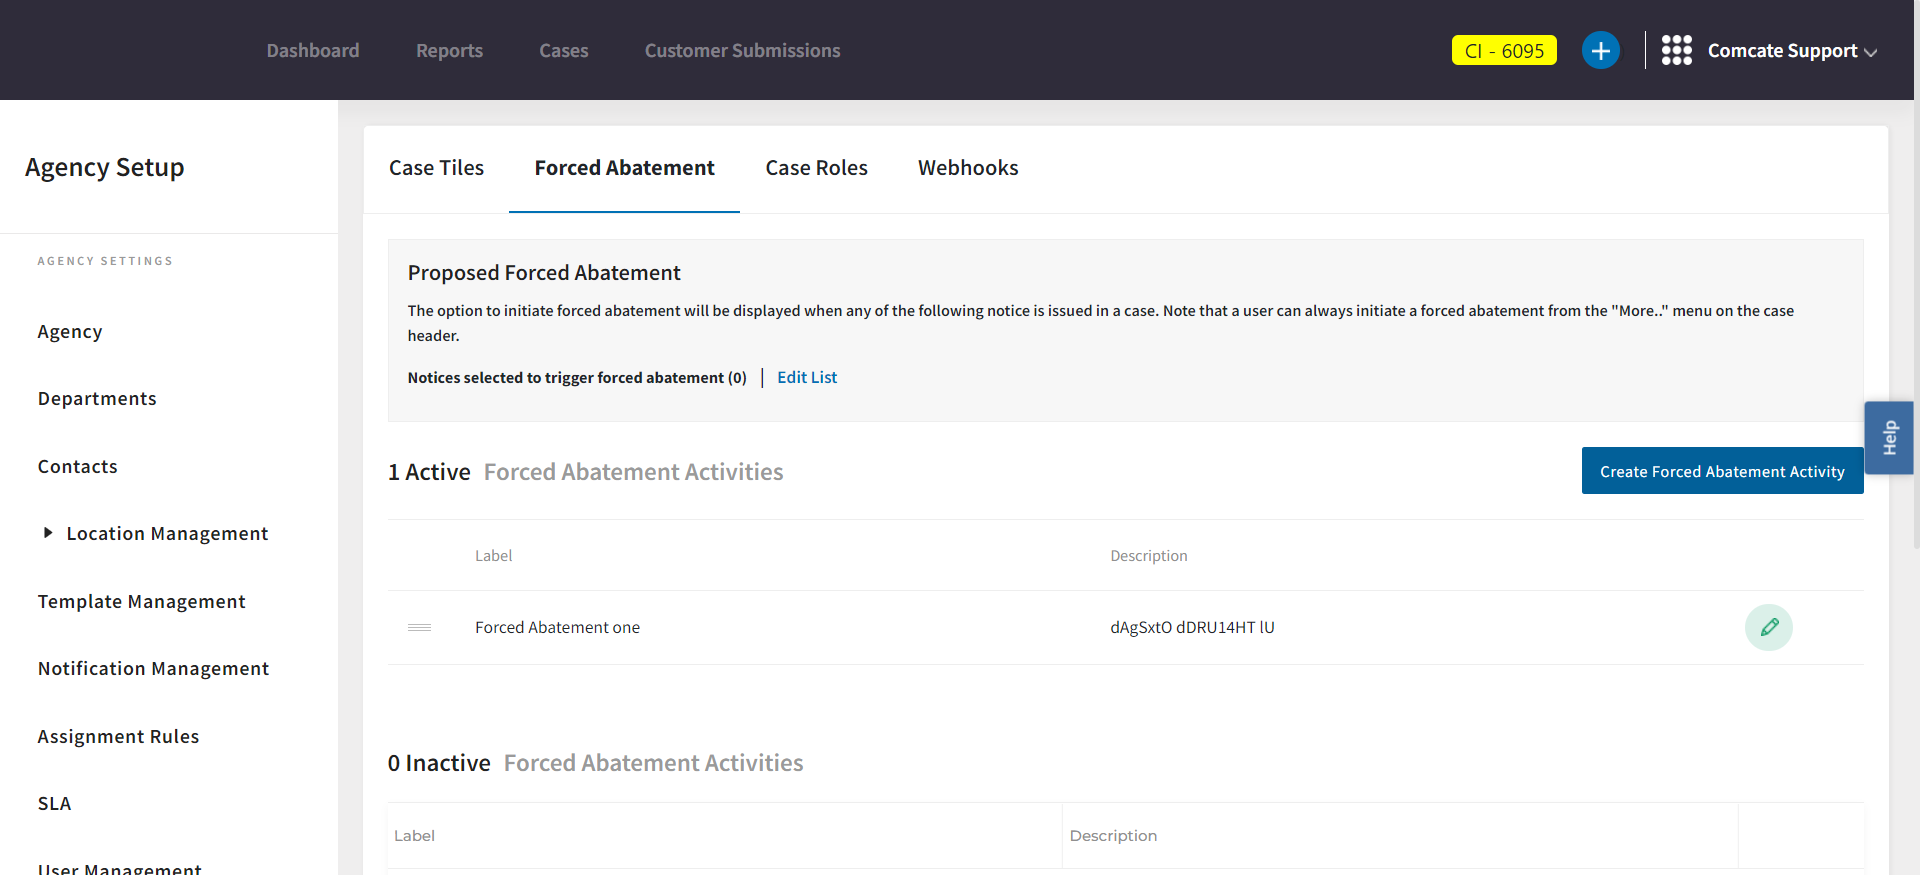 Dashboard Reports Cases Customer Submissions CI - 6095 Comcate Support
Agency Setup
AGENCY SETTINGS
Agency
Departments
Contacts
Location Management
Template Management
Notification Management
Assignment Rules
SLA
User Management
Case Tiles Forced Abatement Case Roles Webhooks
Proposed Forced Abatement
The option to initiate forced abatement will be displayed when any of the following notice is issued in a case. Note that a user can always initiate a forced abatement from the "More.." menu on the case
header.
Notices selected to trigger forced abatement (0) | Edit List
1 Active Forced Abatement Activities Create Forced Abatement Activity
Label Description
Forced Abatement one dAgSxtO dDRU14HT lU
0 Inactive Forced Abatement Activities
Label Description
Help